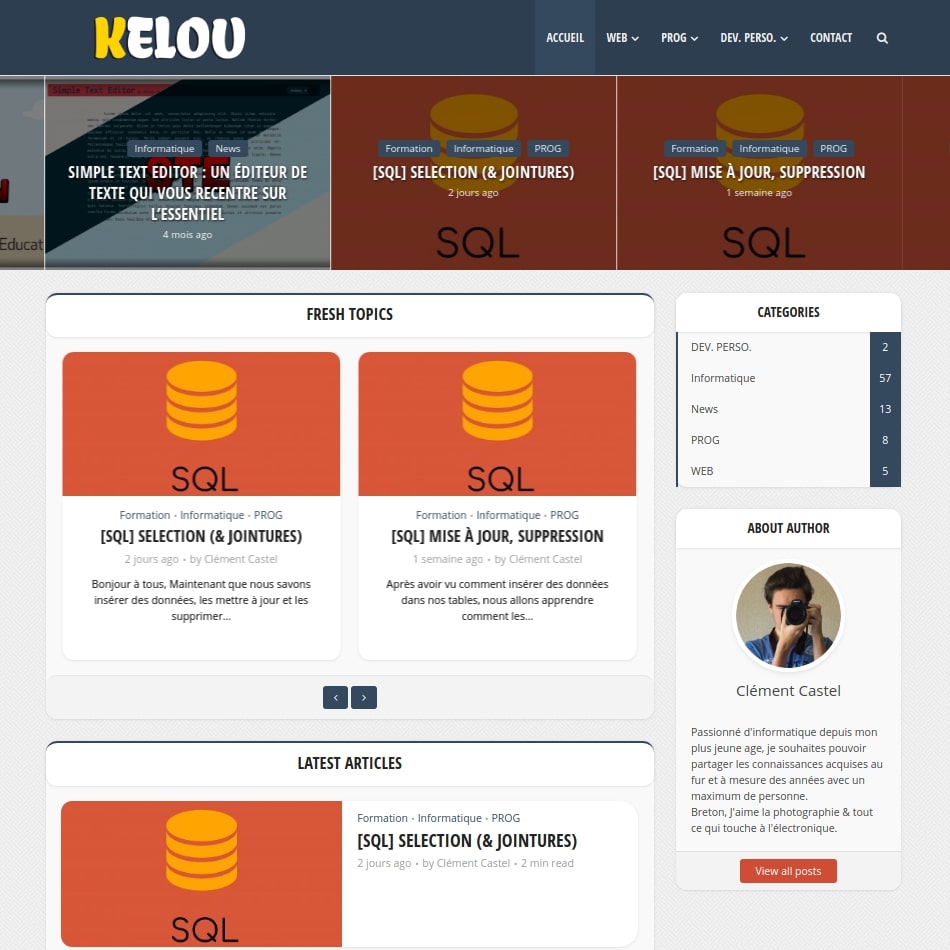 KELOU
ACCUEIL
WEB
PROG
DEV. PERSO.
CONTACT
Educat
Simple Text Editor
Informatique
News
SIMPLE TEXT EDITOR : UN ÉDITEUR DE
TEXTE QUI VOUS RECENTRE SUR
L'ESSENTIEL
4 mois ago
Formation
Informatique
PROG
[SQL] SELECTION (& JOINTURES)
2 jours ago
SQL
Formation
Informatique
PROG
[SQL] MISE À JOUR, SUPPRESSION
1 semaine ago
SQL
FRESH TOPICS
SQL
Formation • Informatique • PROG
[SQL] SELECTION (& JOINTURES)
2 jours ago • by Clément Castel
Bonjour à tous, Maintenant que nous savons
insérer des données, les mettre à jour et les
supprimer...
SQL
Formation • Informatique • PROG
[SQL] MISE À JOUR, SUPPRESSION
1 semaine ago • by Clément Castel
Après avoir vu comment insérer des données
dans nos tables, nous allons apprendre
comment les...
LATEST ARTICLES
SQL
Formation • Informatique • PROG
[SQL] SELECTION (& JOINTURES)
2 jours ago • by Clément Castel • 2 min read
CATEGORIES
DEV. PERSO. 2
Informatique 57
News 13
PROG 8
WEB 5
ABOUT AUTHOR
Clément Castel
Passionné d'informatique depuis mon
plus jeune age, je souhaites pouvoir
partager les connaissances acquises au
fur et à mesure des années avec un
maximum de personne.
Breton, J'aime la photographie & tout
ce qui touche à l'électronique.
View all posts